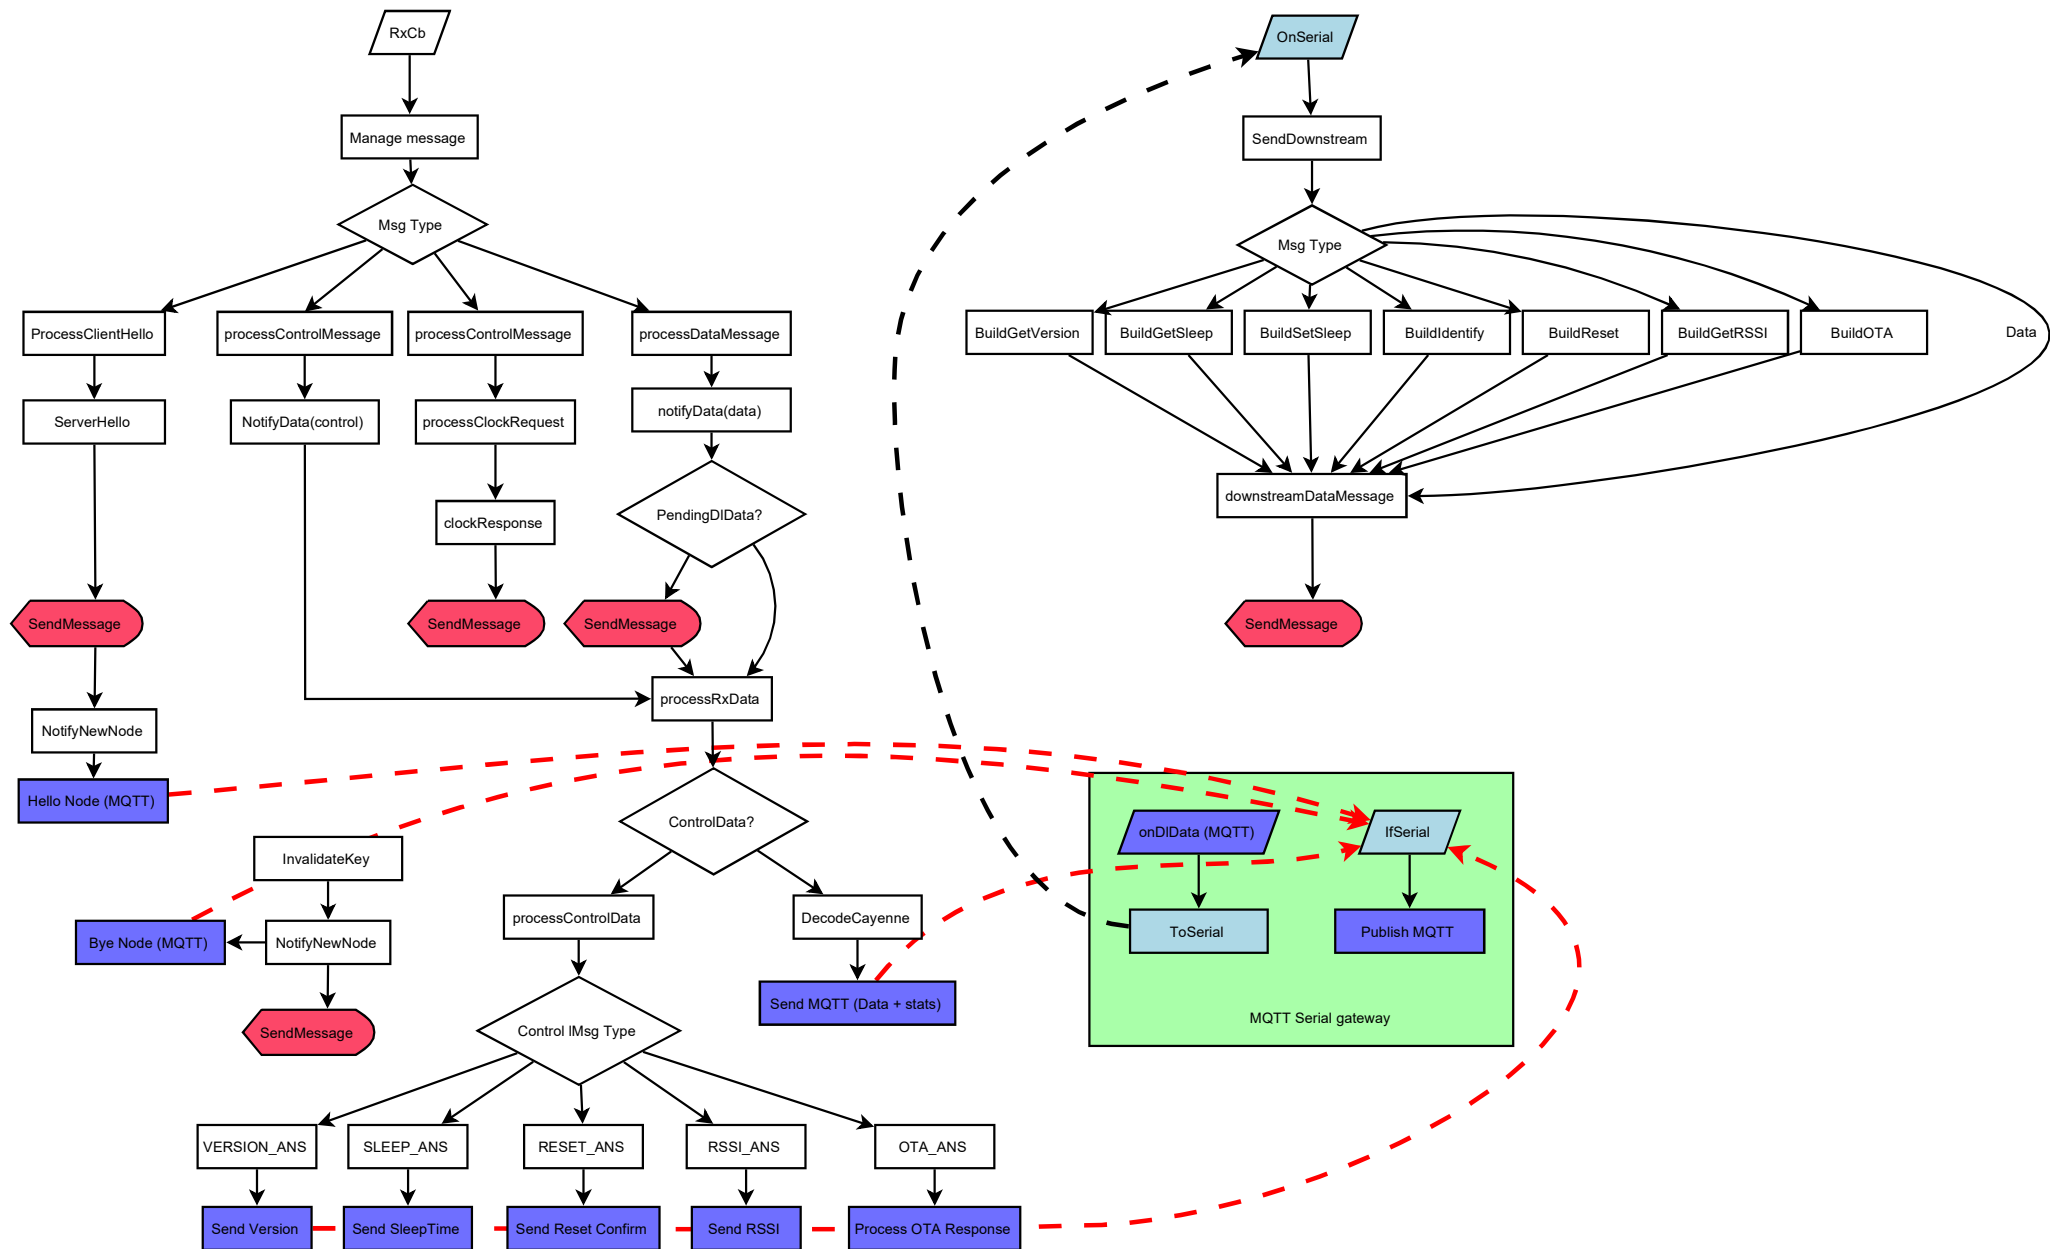 RxCb
OnSerial
Manage message
SendDownstream
Msg Type
Msg Type
ProcessClientHello
processControlMessage
processControlMessage
processDataMessage
BuildGetVersion
BuildGetSleep
BuildSetSleep
BuildIdentify
BuildReset
BuildGetRSSI
BuildOTA
Data
ServerHello
NotifyData(control)
processClockRequest
notifyData(data)
clockResponse
PendingDlData?
downstreamDataMessage
SendMessage
SendMessage
SendMessage
SendMessage
processRxData
NotifyNewNode
Hello Node (MQTT)
ControlData?
onDlData (MQTT)
IfSerial
InvalidateKey
processControlData
DecodeCayenne
ToSerial
Publish MQTT
Bye Node (MQTT)
NotifyNewNode
Send MQTT (Data + stats)
MQTT Serial gateway
SendMessage
Control lMsg Type
VERSION_ANS
SLEEP_ANS
RESET_ANS
RSSI_ANS
OTA_ANS
Send Version
Send SleepTime
Send Reset Confirm
Send RSSI
Process OTA Response